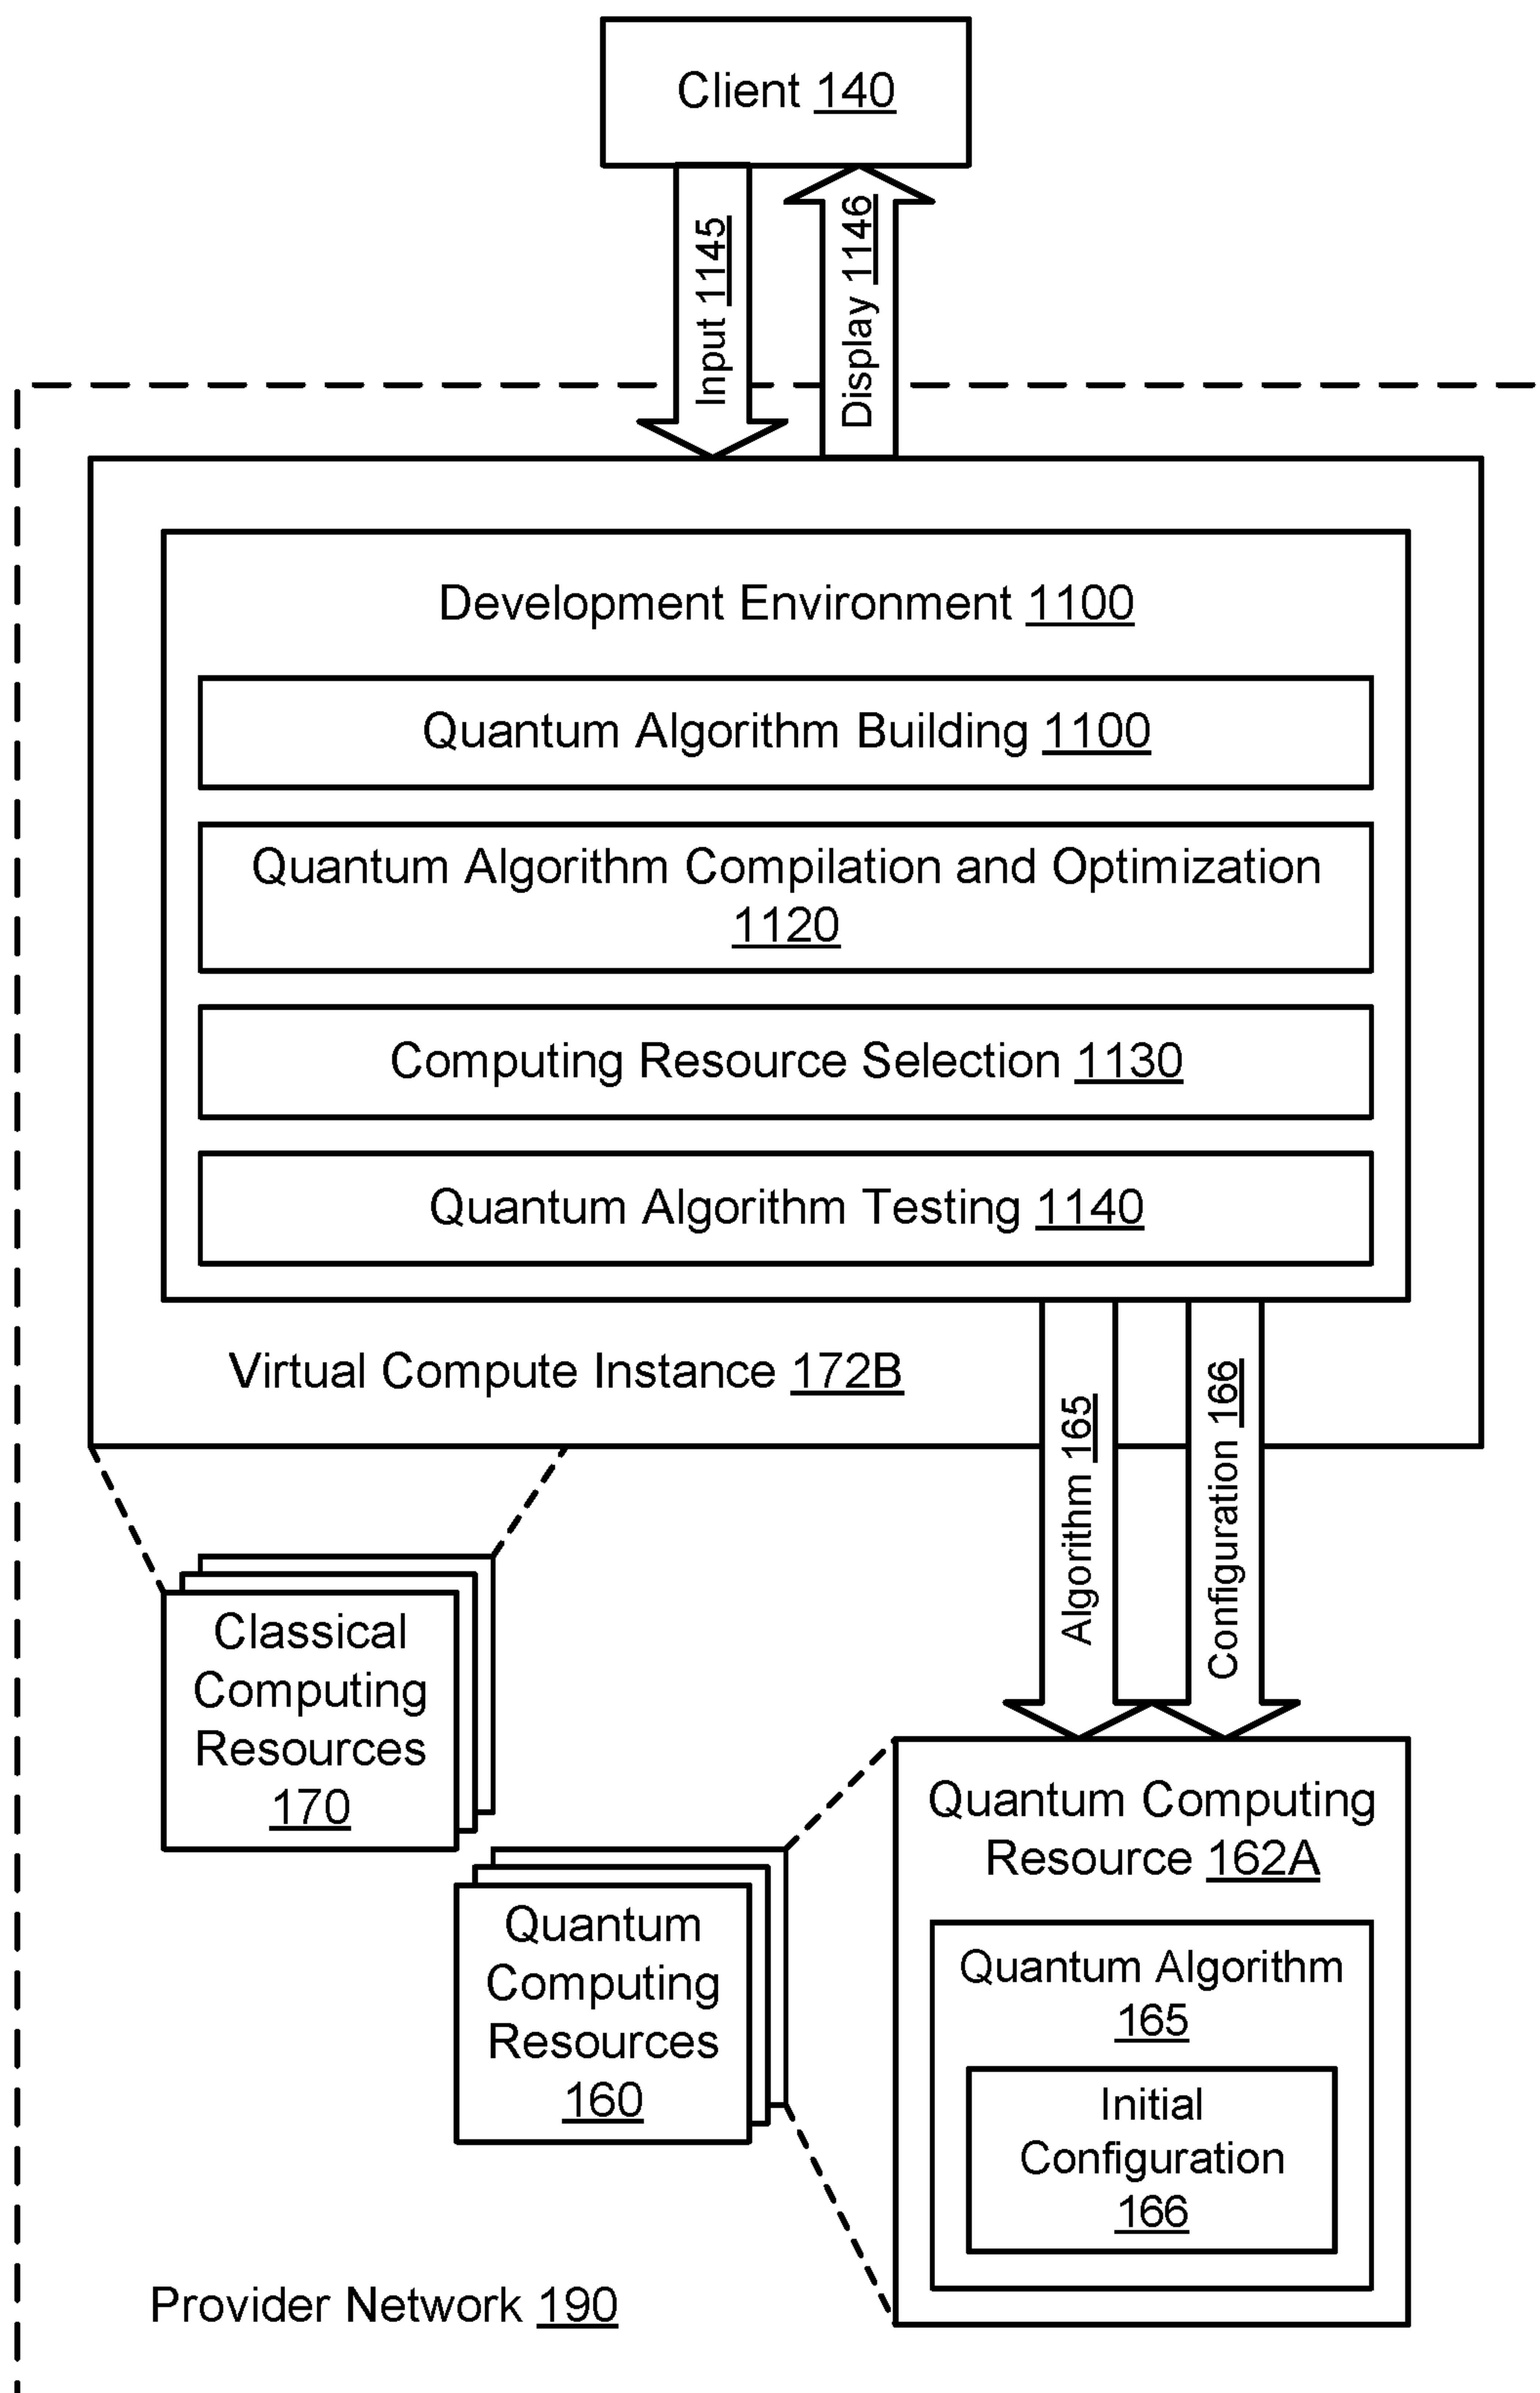 Client 140
Input 1145
Display 1146
Development Environment 1100
Quantum Algorithm Building 1100
Quantum Algorithm Compilation and Optimization
1120
Computing Resource Selection 1130
Quantum Algorithm Testing 1140
Virtual Compute Instance 172B
Algorithm 165
Configuration 166
Classical
Computing
Resources
170
Quantum
Computing
Resources
160
Quantum Computing
Resource 162A
Quantum Algorithm
165
Initial
Configuration
166
Provider Network 190